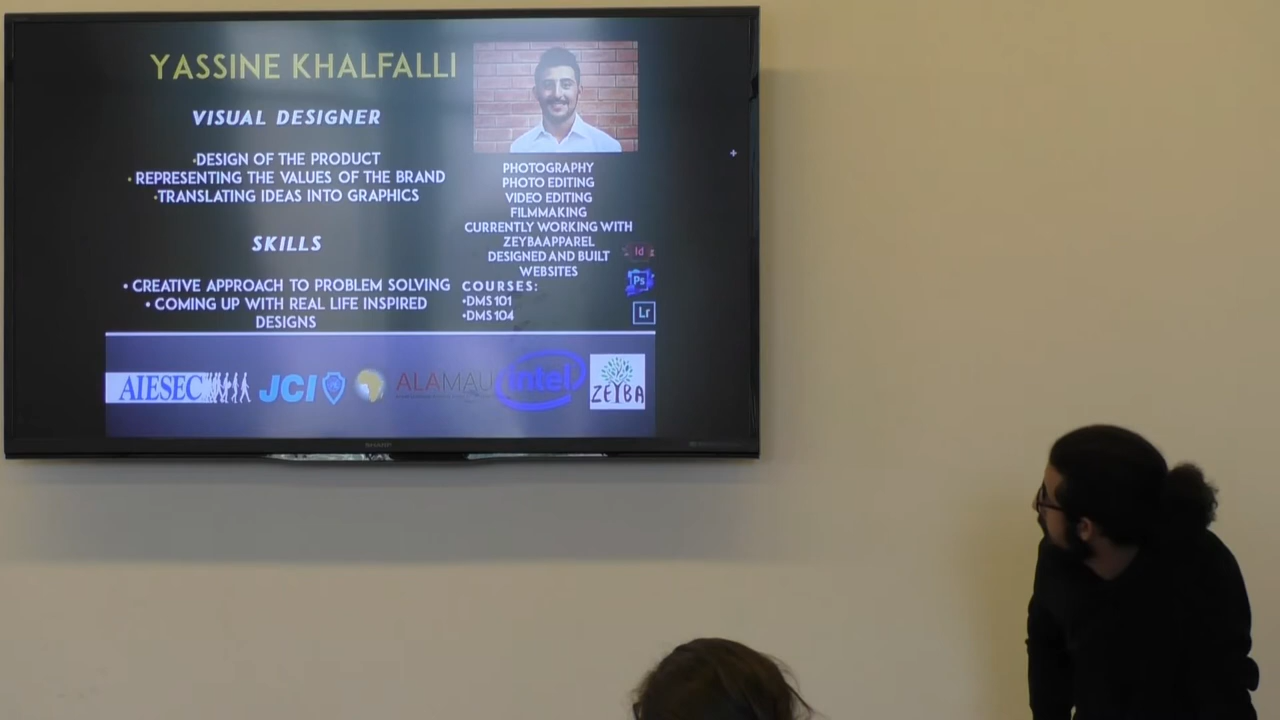 YASSINE KHALFALLI
VISUAL DESIGNER
•DESIGN OF THE PRODUCT
• REPRESENTING THE VALUES OF THE BRAND
•TRANSLATING IDEAS INTO GRAPHICS
SKILLS
• CREATIVE APPROACH TO PROBLEM SOLVING
• COMING UP WITH REAL LIFE INSPIRED
DESIGNS
PHOTOGRAPHY
PHOTO EDITING
VIDEO EDITING
FILMMAKING
CURRENTLY WORKING WITH
ZEYBAAPPAREL
DESIGNED AND BUILT
WEBSITES
COURSES:
•DMS 101
•DMS 104
Id
Ps
Lr
AIESEC
JCI
ALAMAU
intel
ZEYBA
SHARP